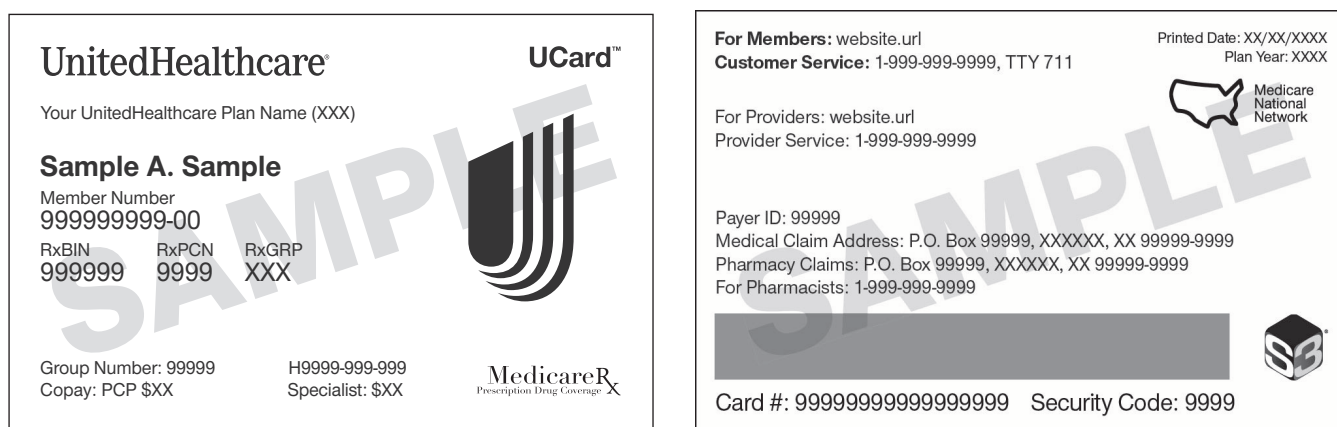 UnitedHealthcare®
UCard™
Your UnitedHealthcare Plan Name (XXX)
Sample A. Sample
Member Number
999999999-00
RxBIN RxPCN RxGRP
999999 9999 XXX
Group Number: 99999 H9999-999-999
Copay: PCP $XX Specialist: $XX
MedicareRx
Prescription Drug Coverage
SAMPLE
For Members: website.url
Customer Service: 1-999-999-9999, TTY 711
Printed Date: XX/XX/XXXX
Plan Year: XXXX
Medicare
National
Network
For Providers: website.url
Provider Service: 1-999-999-9999
Payer ID: 99999
Medical Claim Address: P.O. Box 99999, XXXXXX, XX 99999-9999
Pharmacy Claims: P.O. Box 99999, XXXXXX, XX 99999-9999
For Pharmacists: 1-999-999-9999
S3®
Card #: 99999999999999999 Security Code: 9999
SAMPLE